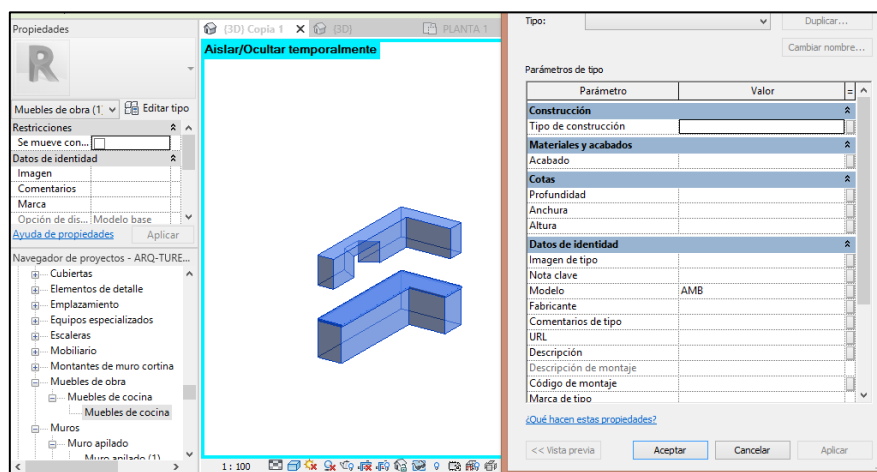 Propiedades
R
Muebles de obra (1)
Editar tipo
Restricciones
Se mueve con...
Datos de identidad
Imagen
Comentarios
Marca
Opción de dis... Modelo base
Ayuda de propiedades
Aplicar
Navegador de proyectos - ARQ-TURE...
Cubiertas
Elementos de detalle
Emplazamiento
Equipos especializados
Escaleras
Mobiliario
Montantes de muro cortina
Muebles de obra
Muebles de cocina
Muebles de cocina
Muros
Muro apilado
Muro apilado (1)
{3D} Copia 1
{3D}
PLANTA 1
Aislar/Ocultar temporalmente
1 : 100
Tipo:
Duplicar...
Cambiar nombre...
Parámetros de tipo
Parámetro Valor =
Construcción
Tipo de construcción
Materiales y acabados
Acabado
Cotas
Profundidad
Anchura
Altura
Datos de identidad
Imagen de tipo
Nota clave
Modelo AMB
Fabricante
Comentarios de tipo
URL
Descripción
Descripción de montaje
Código de montaje
Marca de tipo
¿Qué hacen estas propiedades?
<< Vista previa
Aceptar
Cancelar
Aplicar